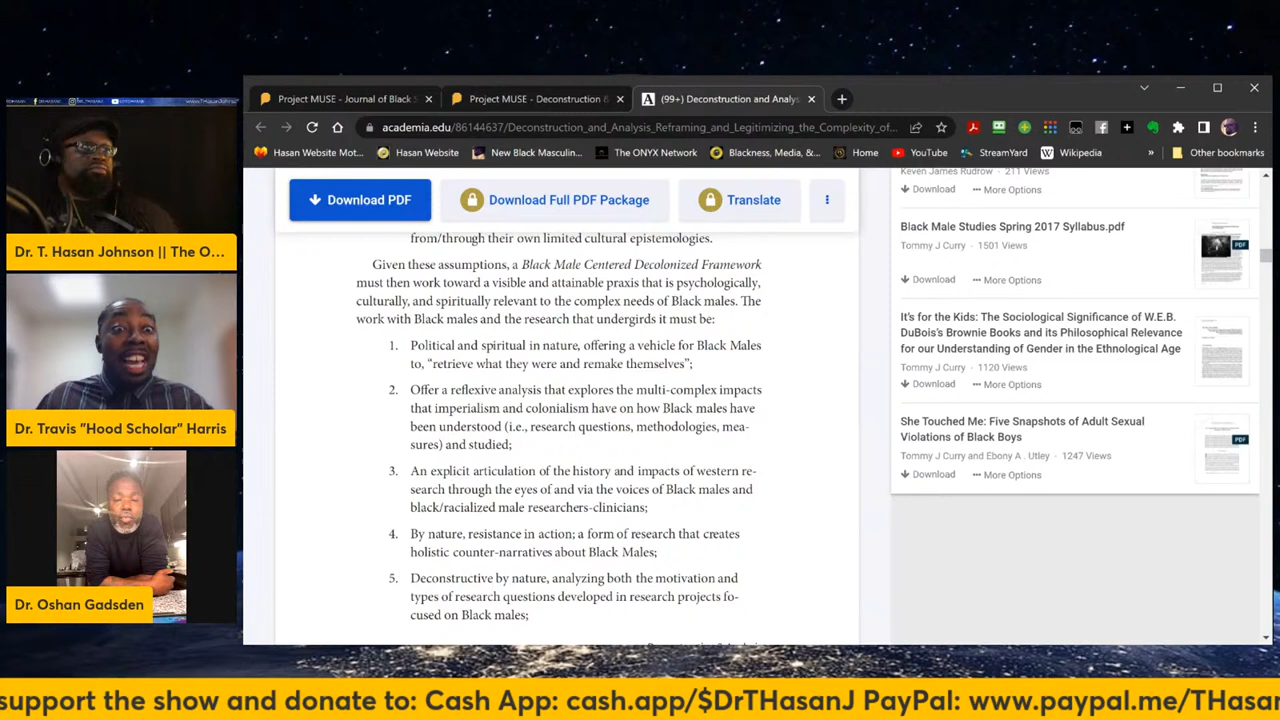 Dr. T. Hasan Johnson || The O...
Dr. Travis "Hood Scholar" Harris
Dr. Oshan Gadsden
Project MUSE - Journal of Black S
Project MUSE - Deconstruction &
(99+) Deconstruction and Analys
academia.edu/86144637/Deconstruction_and_Analysis_Reframing_and_Legitimizing_the_Complexity_of...
Hasan Website Mot...
Hasan Website
New Black Masculin...
The ONYX Network
Blackness, Media, &...
Home
YouTube
StreamYard
Wikipedia
»
Other bookmarks
Download PDF
Download Full PDF Package
Translate
from/through their own limited cultural epistemologies.
Given these assumptions, a Black Male Centered Decolonized Framework
must then work toward a visible and attainable praxis that is psychologically,
culturally, and spiritually relevant to the complex needs of Black males. The
work with Black males and the research that undergirds it must be:
1. Political and spiritual in nature, offering a vehicle for Black Males
to, “retrieve what they were and remake themselves”;
2. Offer a reflexive analysis that explores the multi-complex impacts
that imperialism and colonialism have on how Black males have
been understood (i.e., research questions, methodologies, mea-
sures) and studied;
3. An explicit articulation of the history and impacts of western re-
search through the eyes of and via the voices of Black males and
black/racialized male researchers-clinicians;
4. By nature, resistance in action; a form of research that creates
holistic counter-narratives about Black Males;
5. Deconstructive by nature, analyzing both the motivation and
types of research questions developed in research projects fo-
cused on Black males;
Keven James Rudrow / 211 Views
Download ••• More Options
Black Male Studies Spring 2017 Syllabus.pdf
Tommy J Curry | 1501 Views
PDF
Download ••• More Options
It's for the Kids: The Sociological Significance of W.E.B.
DuBois's Brownie Books and its Philosophical Relevance
for our Understanding of Gender in the Ethnological Age
Tommy J Curry | 1120 Views
Download ••• More Options
She Touched Me: Five Snapshots of Adult Sexual
Violations of Black Boys
Tommy J Curry and Ebony A . Utley • 1247 Views
PDF
Download ••• More Options
support the show and donate to: Cash App: cash.app/$DrTHasanJ PayPal: www.paypal.me/THasan